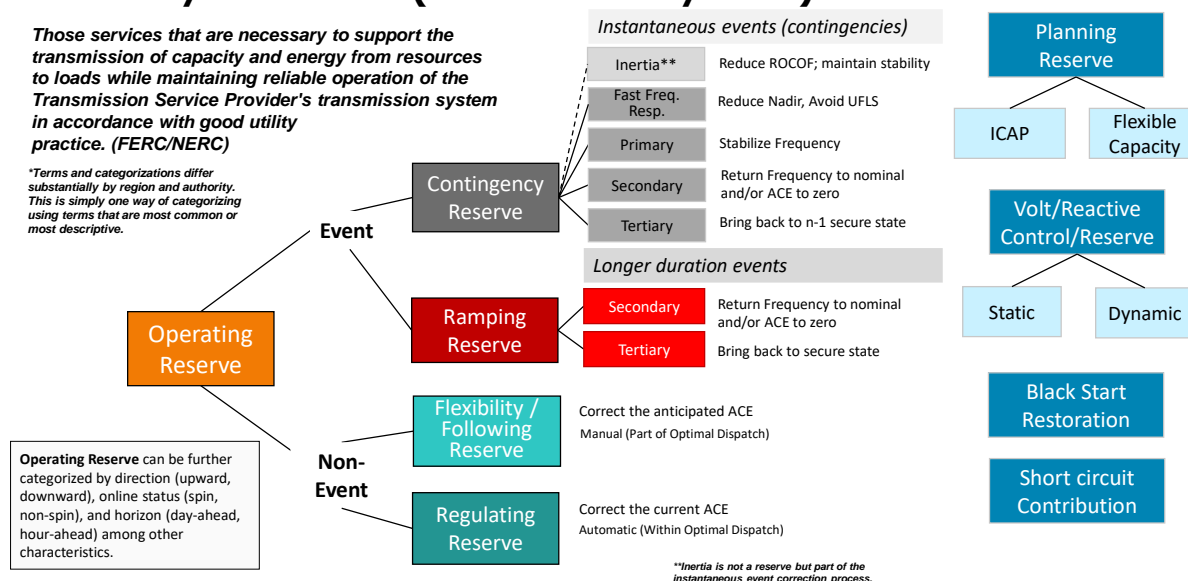 Those services that are necessary to support the
transmission of capacity and energy from resources
to loads while maintaining reliable operation of the
Transmission Service Provider's transmission system
in accordance with good utility
practice. (FERC/NERC)
*Terms and categorizations differ
substantially by region and authority.
This is simply one way of categorizing
using terms that are most common or
most descriptive.
Operating
Reserve
Event
Non-
Event
Contingency
Reserve
Ramping
Reserve
Flexibility /
Following
Reserve
Regulating
Reserve
Instantaneous events (contingencies)
Inertia**
Reduce ROCOF; maintain stability
Fast Freq.
Resp.
Reduce Nadir, Avoid UFLS
Primary
Stabilize Frequency
Secondary
Return Frequency to nominal
and/or ACE to zero
Tertiary
Bring back to n-1 secure state
Longer duration events
Secondary
Return Frequency to nominal
and/or ACE to zero
Tertiary
Bring back to secure state
Correct the anticipated ACE
Manual (Part of Optimal Dispatch)
Correct the current ACE
Automatic (Within Optimal Dispatch)
Operating Reserve can be further
categorized by direction (upward,
downward), online status (spin,
non-spin), and horizon (day-ahead,
hour-ahead) among other
characteristics.
**Inertia is not a reserve but part of the
instantaneous event correction process.
Planning
Reserve
ICAP
Flexible
Capacity
Volt/Reactive
Control/Reserve
Static
Dynamic
Black Start
Restoration
Short circuit
Contribution